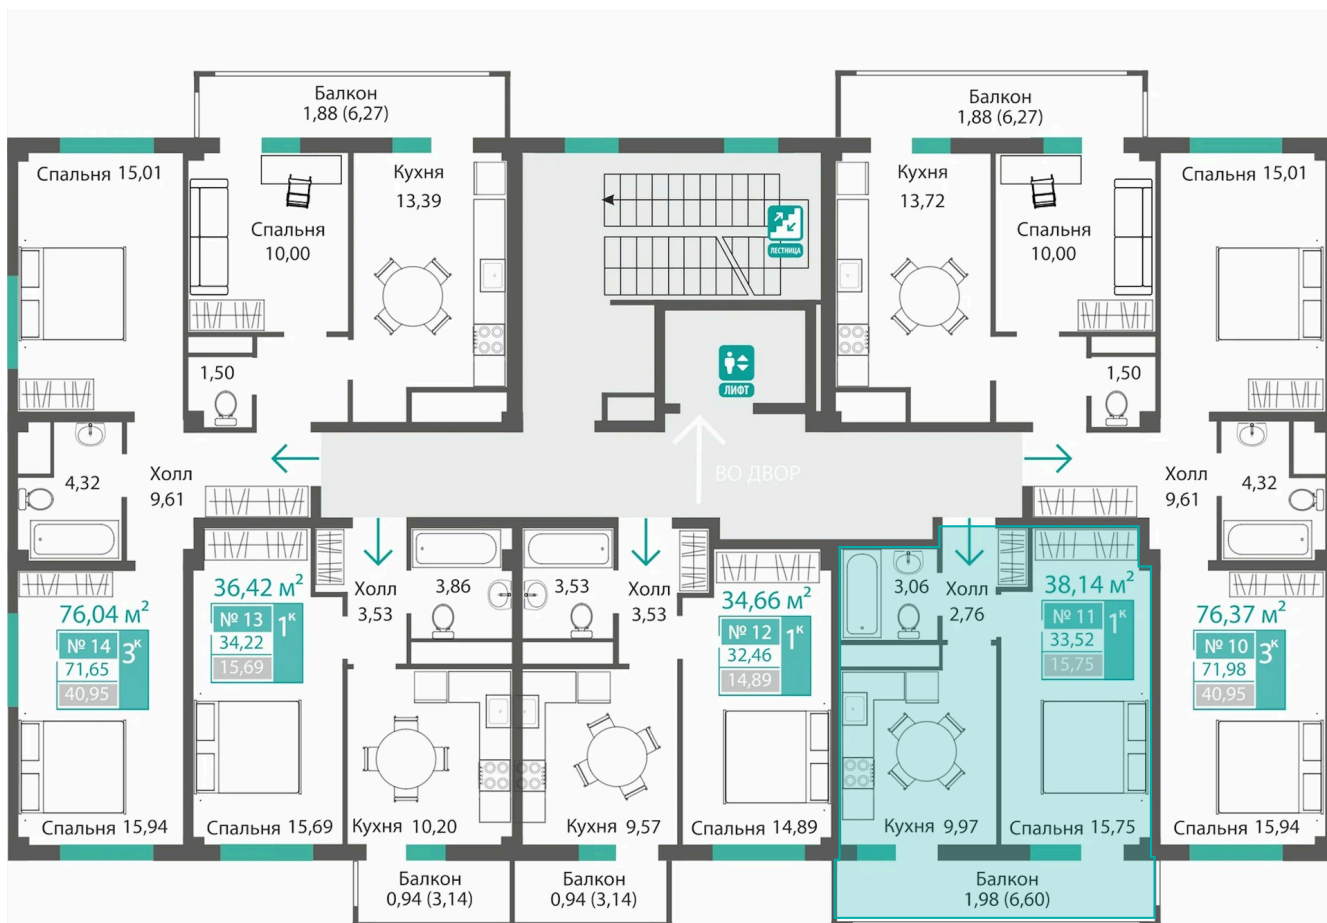 Балкон
1,88 (6,27)
Балкон
1,88 (6,27)
Спальня 15,01
Кухня
13,39
Спальня
10,00
ЛЕСТНИЦА
Кухня
13,72
Спальня
10,00
Спальня 15,01
1,50
ЛИФТ
1,50
4,32
Холл
9,61
ВО ДВОР
Холл
9,61
4,32
76,04 м²
№ 14
71,65
40,95
3к
Спальня 15,94
36,42 м²
№ 13
34,22
15,69
1к
Спальня 15,69
Холл
3,53
3,86
Кухня 10,20
3,53
Холл
3,53
Кухня 9,57
34,66 м²
№ 12
32,46
14,89
1к
Спальня 14,89
3,06
Холл
2,76
Кухня 9,97
38,14 м²
№ 11
33,52
15,75
1к
Спальня 15,75
76,37 м²
№ 10
71,98
40,95
3к
Спальня 15,94
Балкон
0,94 (3,14)
Балкон
0,94 (3,14)
Балкон
1,98 (6,60)